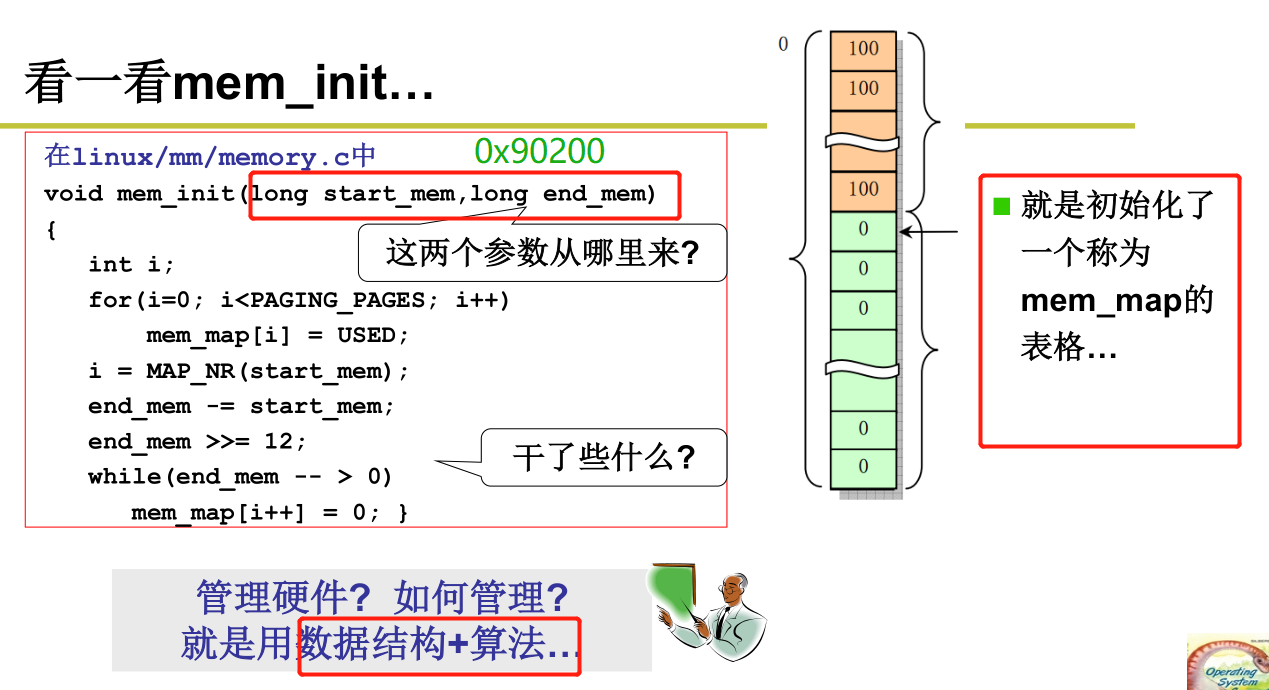 看一看mem_init…
在linux/mm/memory.c中
0x90200
void mem_init(long start_mem,long end_mem)
{
这两个参数从哪里来?
int i;
for(i=0; i<PAGING_PAGES; i++)
mem_map[i] = USED;
i = MAP_NR(start_mem);
end_mem -= start_mem;
end_mem >>= 12;
干了些什么?
while(end_mem -- > 0)
mem_map[i++] = 0; }
0
100
100
100
0
0
0
0
0
就是初始化了
一个称为
mem_map的
表格…
管理硬件? 如何管理?
就是用数据结构+算法…
Operating
System